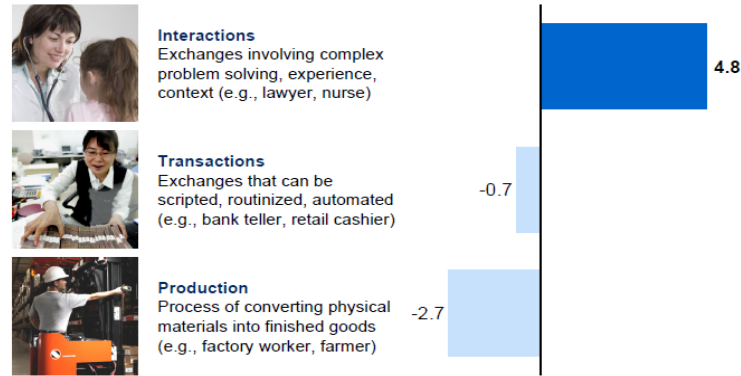 Interactions
Exchanges involving complex
problem solving, experience,
context (e.g., lawyer, nurse)
4.8
Transactions
Exchanges that can be
scripted, routinized, automated
(e.g., bank teller, retail cashier)
-0.7
Production
Process of converting physical
materials into finished goods
(e.g., factory worker, farmer)
-2.7